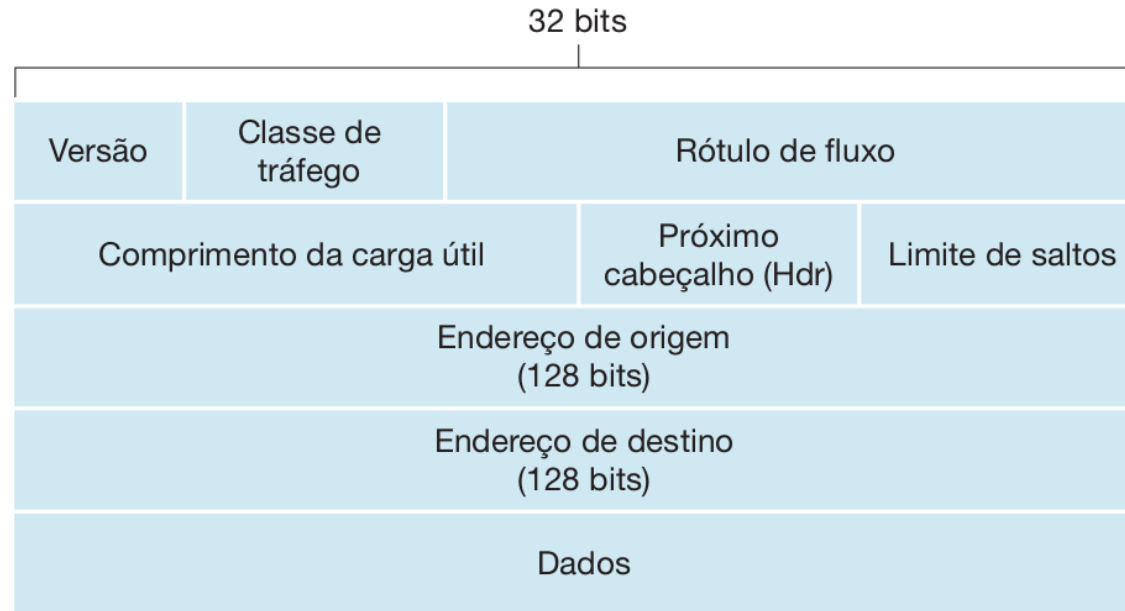 32 bits
Versão
Classe de
tráfego
Rótulo de fluxo
Comprimento da carga útil
Próximo
cabeçalho (Hdr)
Limite de saltos
Endereço de origem
(128 bits)
Endereço de destino
(128 bits)
Dados